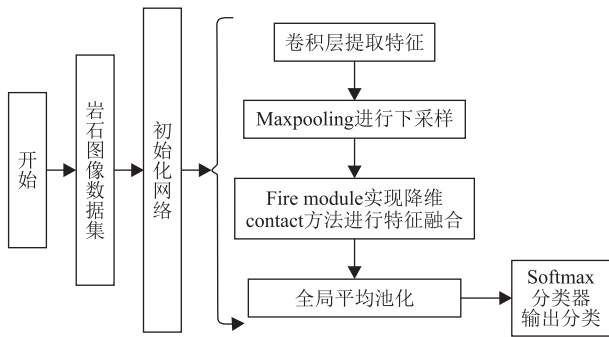 开始
岩石图像数据集
初始化网络
卷积层提取特征
Maxpooling进行下采样
Fire module实现降维
contact方法进行特征融合
全局平均池化
Softmax
分类器
输出分类